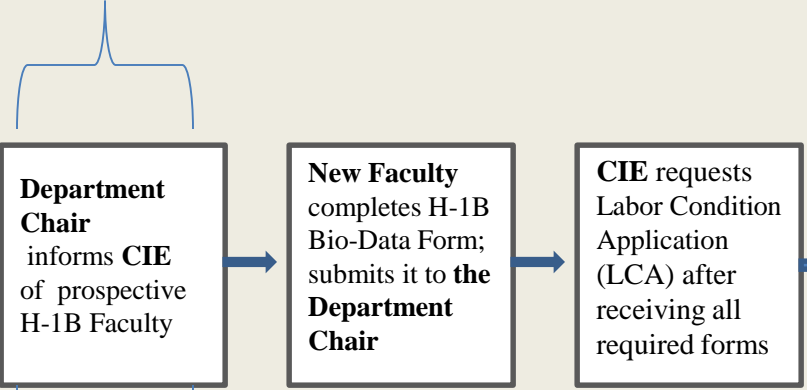 Department
Chair
informs CIE
of prospective
H-1B Faculty
New Faculty
completes H-1B
Bio-Data Form;
submits it to the
Department
Chair
CIE requests
Labor Condition
Application
(LCA) after
receiving all
required forms